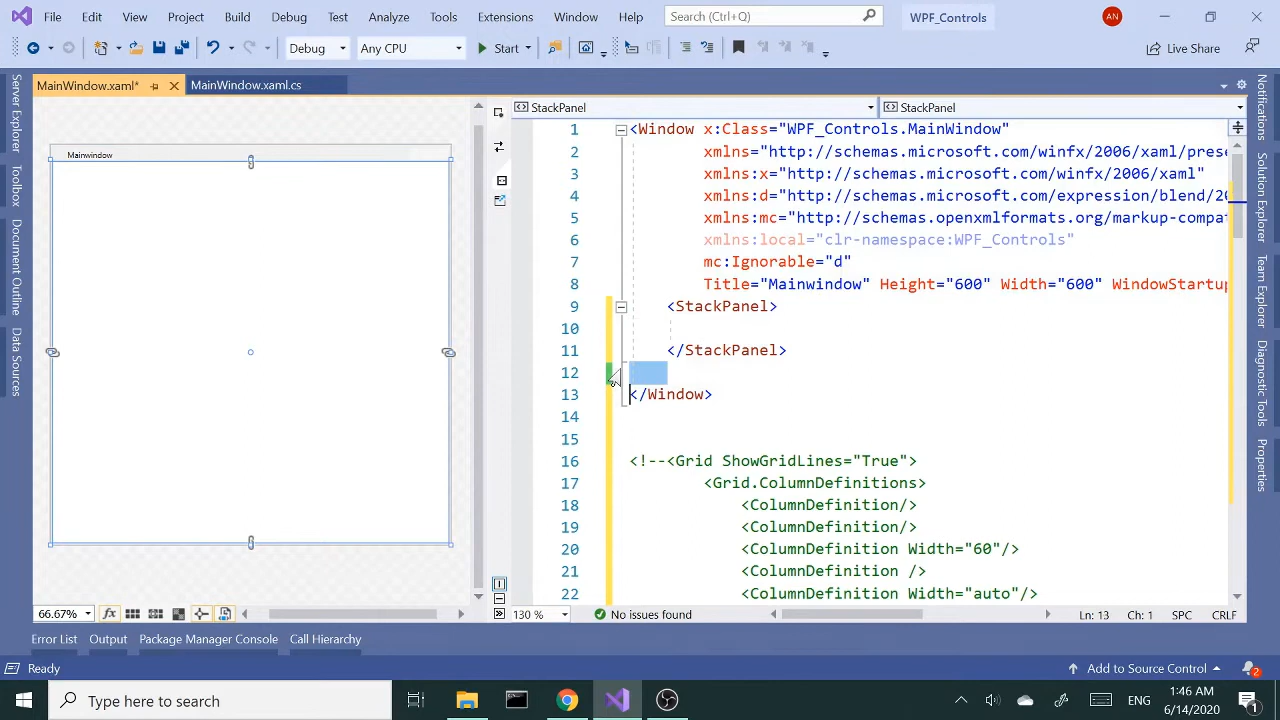 File Edit View Project Build Debug Test Analyze Tools Extensions Window Help Search (Ctrl+Q) WPF_Controls AN
Debug Any CPU Start Live Share
MainWindow.xaml* MainWindow.xaml.cs
Server Explorer
Toolbox
Document Outline
Data Sources
Mainwindow
StackPanel StackPanel
1 <Window x:Class="WPF_Controls.MainWindow"
2 xmlns="http://schemas.microsoft.com/winfx/2006/xaml/prese
3 xmlns:x="http://schemas.microsoft.com/winfx/2006/xaml"
4 xmlns:d="http://schemas.microsoft.com/expression/blend/20
5 xmlns:mc="http://schemas.openxmlformats.org/markup-compat
6 xmlns:local="clr-namespace:WPF_Controls"
7 mc:Ignorable="d"
8 Title="Mainwindow" Height="600" Width="600" WindowStartup
9 <StackPanel>
10
11 </StackPanel>
12
13 </Window>
14
15
16 <!--<Grid ShowGridLines="True">
17 <Grid.ColumnDefinitions>
18 <ColumnDefinition/>
19 <ColumnDefinition/>
20 <ColumnDefinition Width="60"/>
21 <ColumnDefinition />
22 <ColumnDefinition Width="auto"/>
Notifications
Solution Explorer
Team Explorer
Diagnostic Tools
Properties
66.67% fx 130 % No issues found Ln: 13 Ch: 1 SPC CRLF
Error List Output Package Manager Console Call Hierarchy
Ready Add to Source Control 2
Type here to search ENG 1:46 AM
6/14/2020 1